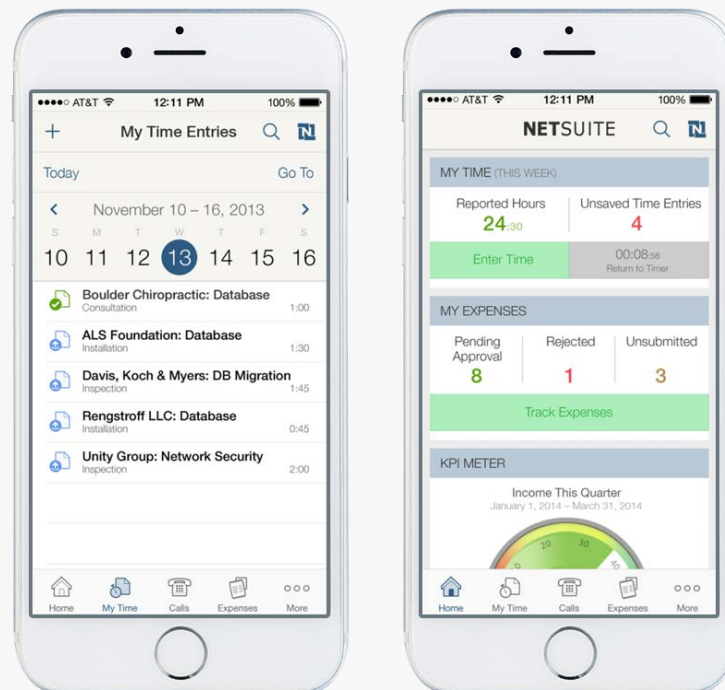 AT&T 12:11 PM 100%
+ My Time Entries
Today Go To
< November 10 – 16, 2013 >
S M T W T F S
10 11 12 13 14 15 16
Boulder Chiropractic: Database
Consultation 1:00
ALS Foundation: Database
Installation 1:30
Davis, Koch & Myers: DB Migration
Inspection 1:45
Rengstroff LLC: Database
Installation 0:45
Unity Group: Network Security
Inspection 2:00
Home My Time Calls Expenses More
AT&T 12:11 PM 100%
NETSUITE N
MY TIME (THIS WEEK)
Reported Hours Unsaved Time Entries
24:30 4
Enter Time 00:08:58
Return to Timer
MY EXPENSES
Pending Approval Rejected Unsubmitted
8 1 3
Track Expenses
KPI METER
Income This Quarter
January 1, 2014 – March 31, 2014
20 30 40
Home My Time Calls Expenses More